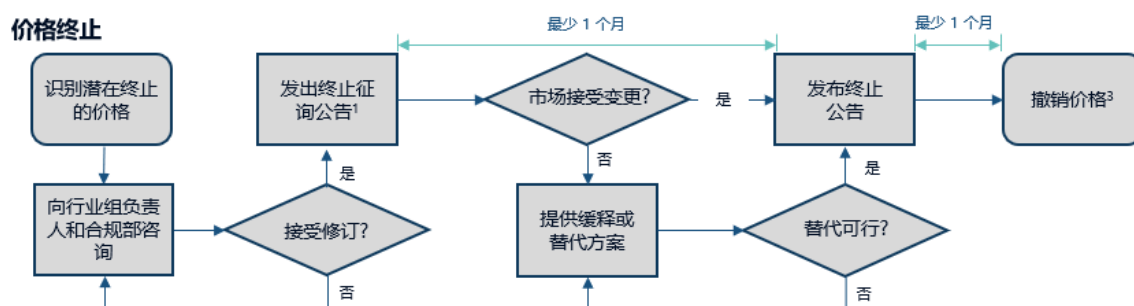 价格终止
最少 1 个月
最少 1 个月
识别潜在终止
的价格
发出终止征
询公告¹
市场接受变更?
是
发布终止
公告
撤销价格³
是
否
是
向行业组负责
人和合规部咨
询
接受修订?
提供缓释或
替代方案
替代可行?
否
否